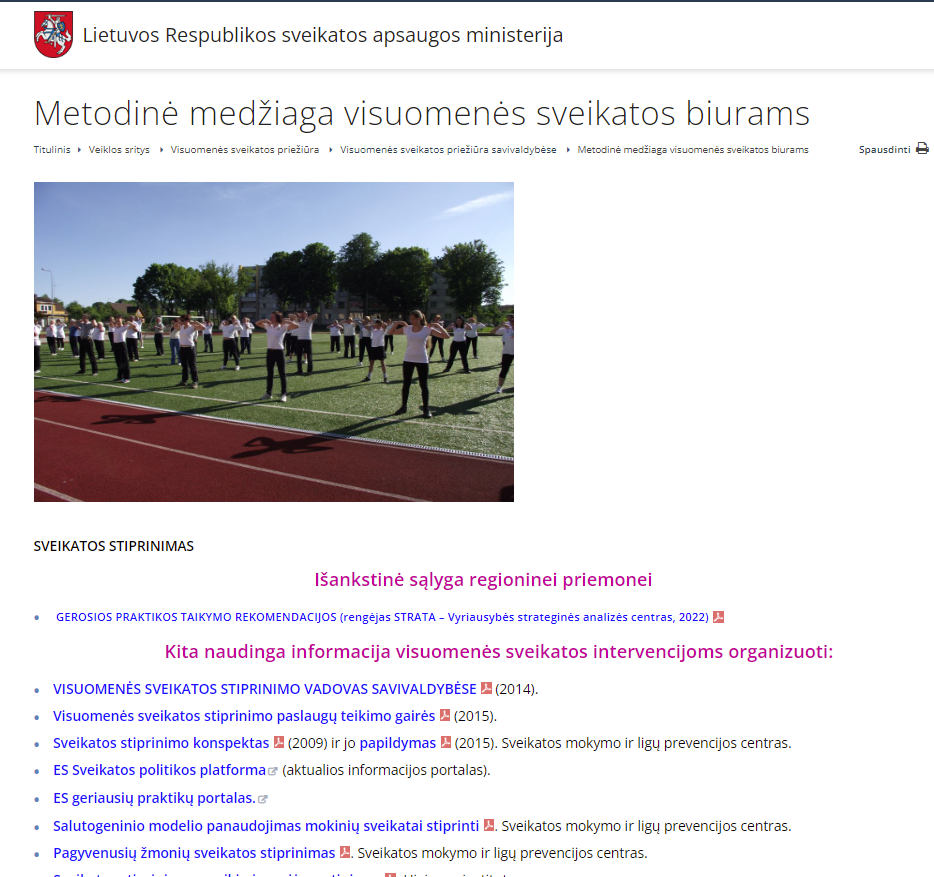 Lietuvos Respublikos sveikatos apsaugos ministerija
Metodinė medžiaga visuomenės sveikatos biurams
Titulinis Veiklos sritys Visuomenės sveikatos priežiūra Visuomenės sveikatos priežiūra savivaldybėse Metodinė medžiaga visuomenės sveikatos biurams Spausdinti
SVEIKATOS STIPRINIMAS
Išankstinė sąlyga regioninei priemonei
GEROSIOS PRAKTIKOS TAIKYMO REKOMENDACIJOS (rengėjas STRATA – Vyriausybės strateginės analizės centras, 2022)
Kita naudinga informacija visuomenės sveikatos intervencijoms organizuoti:
VISUOMENĖS SVEIKATOS STIPRINIMO VADOVAS SAVIVALDYBĖSE (2014).
Visuomenės sveikatos stiprinimo paslaugų teikimo gairės (2015).
Sveikatos stiprinimo konspektas (2009) ir jo papildymas (2015). Sveikatos mokymo ir ligų prevencijos centras.
ES Sveikatos politikos platforma (aktualios informacijos portalas).
ES geriausių praktikų portalas.
Salutogeninio modelio panaudojimas mokinių sveikatai stiprinti. Sveikatos mokymo ir ligų prevencijos centras.
Pagyvenusių žmonių sveikatos stiprinimas. Sveikatos mokymo ir ligų prevencijos centras.